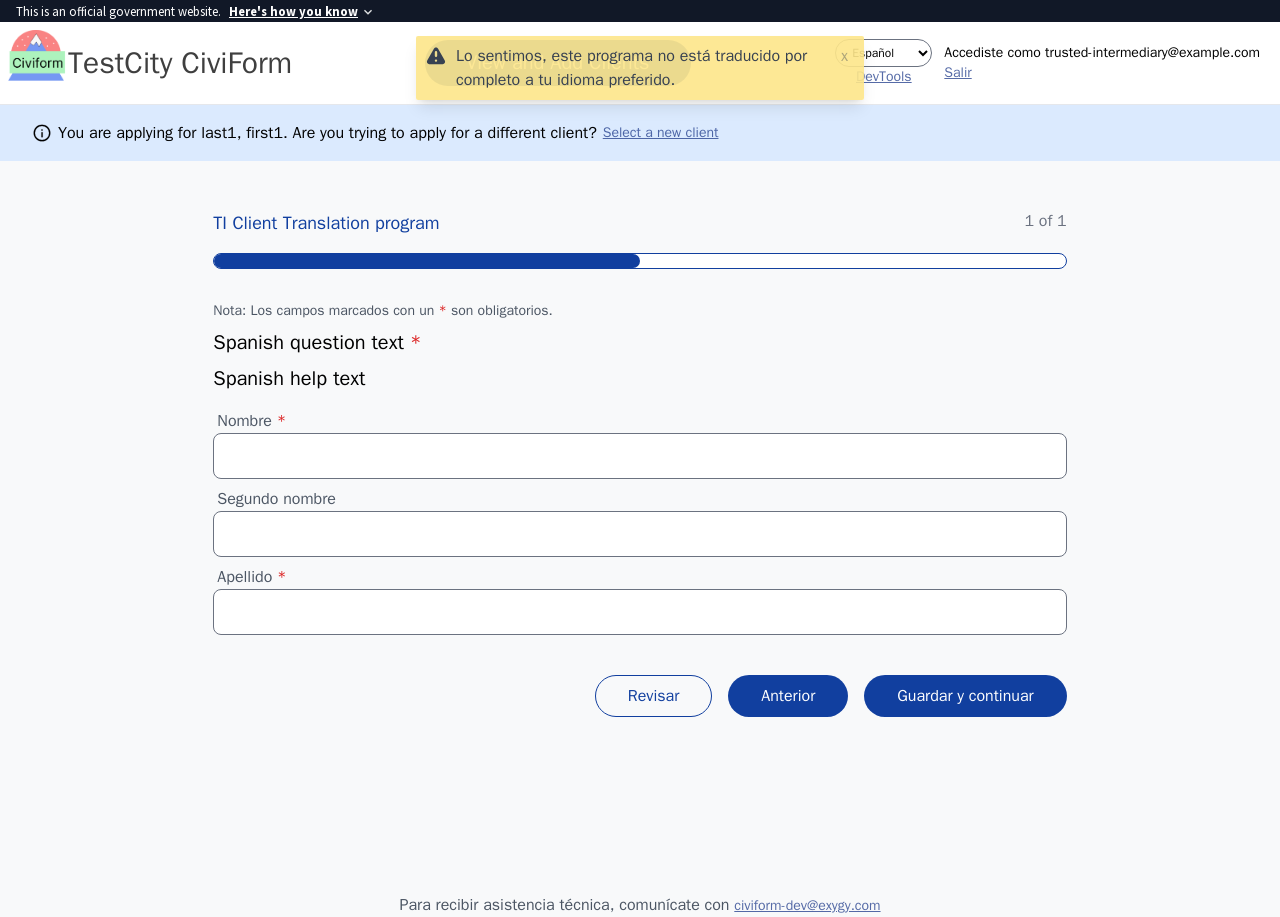 This is an official government website. Here's how you know
Civiform TestCity CiviForm
View and Add Clients
Lo sentimos, este programa no está traducido por
completo a tu idioma preferido.
x
Español
DevTools
Accediste como trusted-intermediary@example.com
Salir
You are applying for last1, first1. Are you trying to apply for a different client? Select a new client
TI Client Translation program
1 of 1
Nota: Los campos marcados con un * son obligatorios.
Spanish question text *
Spanish help text
Nombre *
Segundo nombre
Apellido *
Revisar
Anterior
Guardar y continuar
Para recibir asistencia técnica, comunícate con civiform-dev@exygy.com